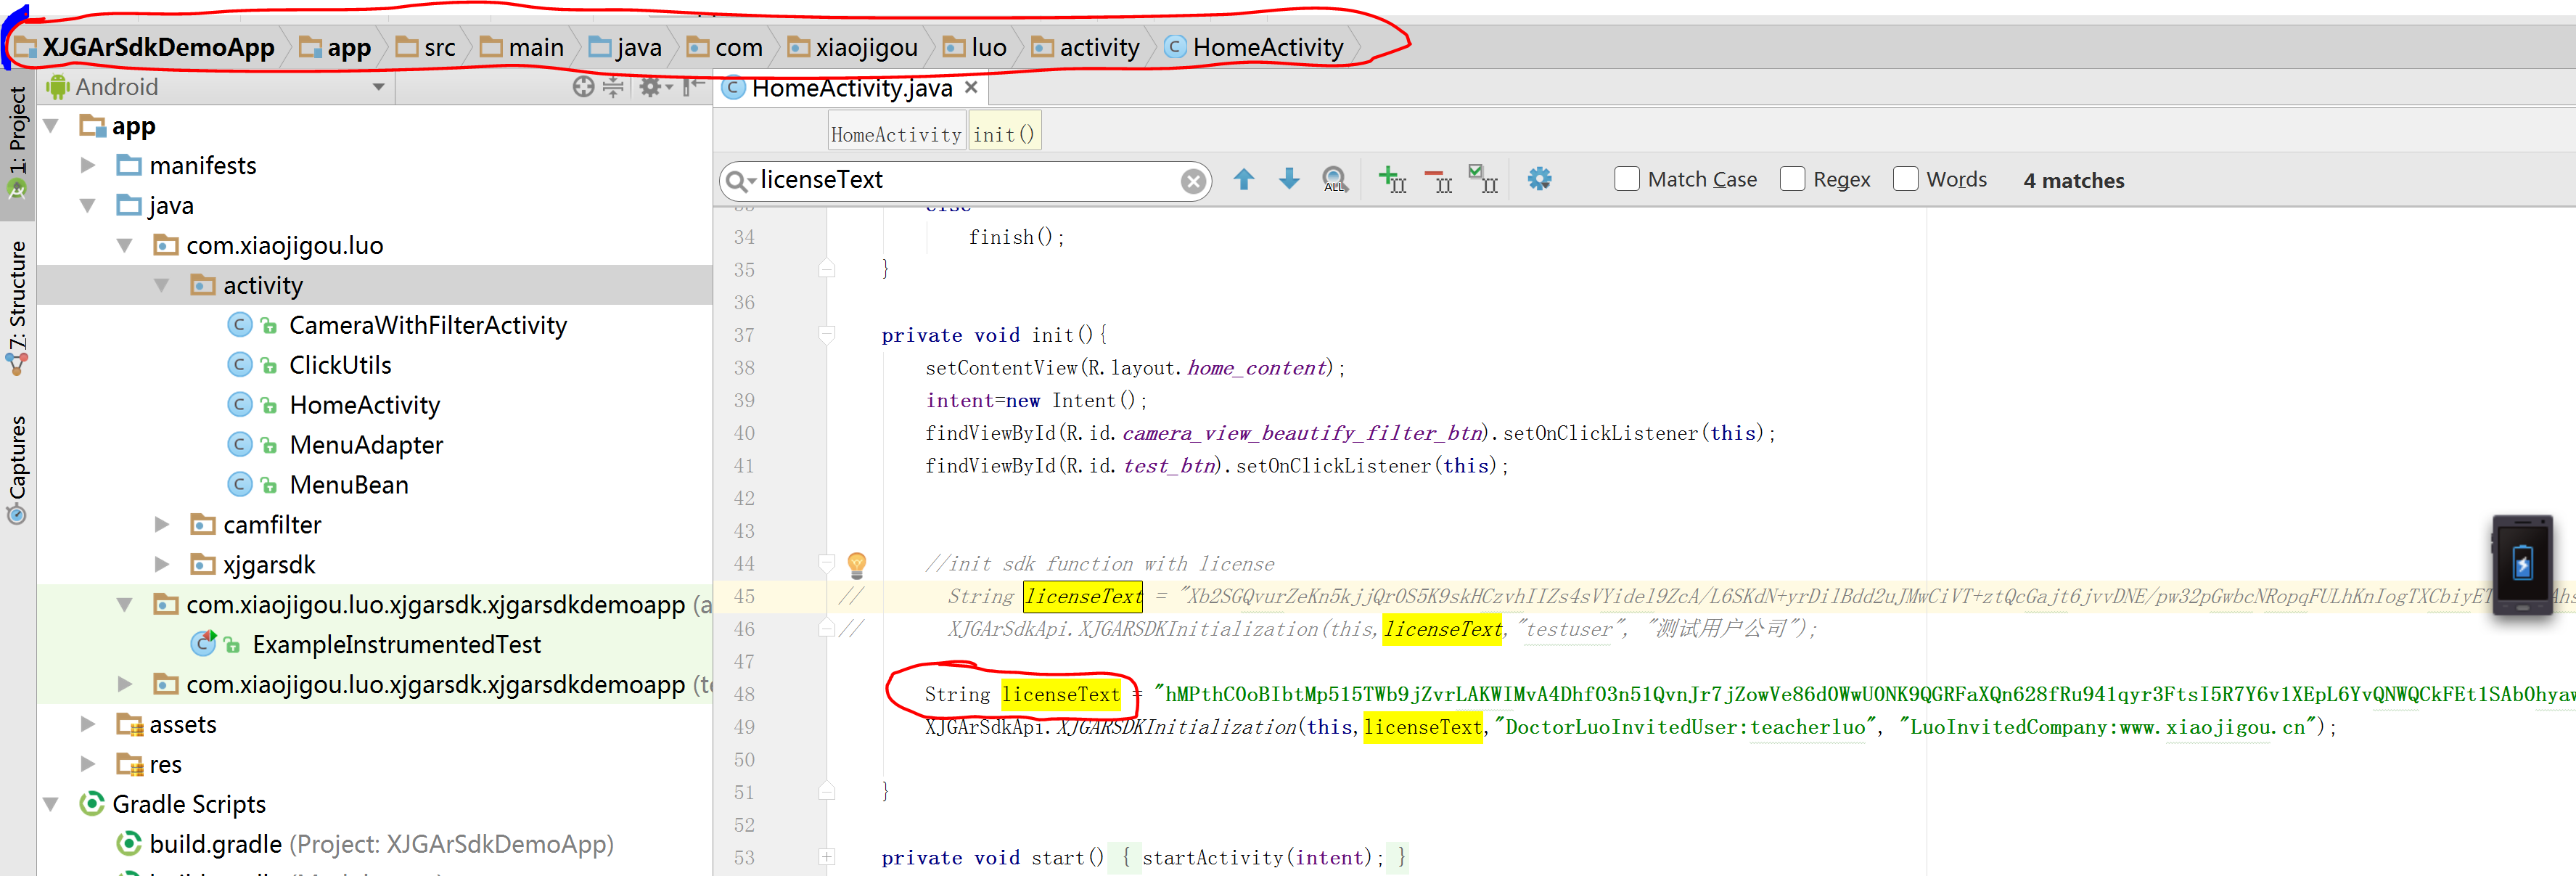 XJGArSdkDemoApp app src main java com xiaojigou luo activity HomeActivity
Android
HomeActivity.java
1: Project
7: Structure
Captures
app
manifests
java
com.xiaojigou.luo
activity
CameraWithFilterActivity
ClickUtils
HomeActivity
MenuAdapter
MenuBean
camfilter
xjgarsdk
com.xiaojigou.luo.xjgarsdk.xjgarsdkdemoapp (a
ExampleInstrumentedTest
com.xiaojigou.luo.xjgarsdk.xjgarsdkdemoapp (te
assets
res
Gradle Scripts
build.gradle (Project: XJGArSdkDemoApp)
HomeActivity init()
licenseText ALL Match Case Regex Words 4 matches
else
34 finish();
35 }
36
37 private void init(){
38 setContentView(R.layout.home_content);
39 intent=new Intent();
40 findViewById(R.id.camera_view_beautify_filter_btn).setOnClickListener(this);
41 findViewById(R.id.test_btn).setOnClickListener(this);
42
43
44 //init sdk function with license
45 // String licenseText =
46 // XJGArSdkApi.XJGARSDKInitialization(this,licenseText,"testuser", "测试用户公司");
47
48 String licenseText =
49 XJGArSdkApi.XJGARSDKInitialization(this,licenseText,"DoctorLuoInvitedUser:teacherluo", "LuoInvitedCompany:www.xiaojigou.cn");
50
51 }
52
53 private void start() { startActivity(intent); }